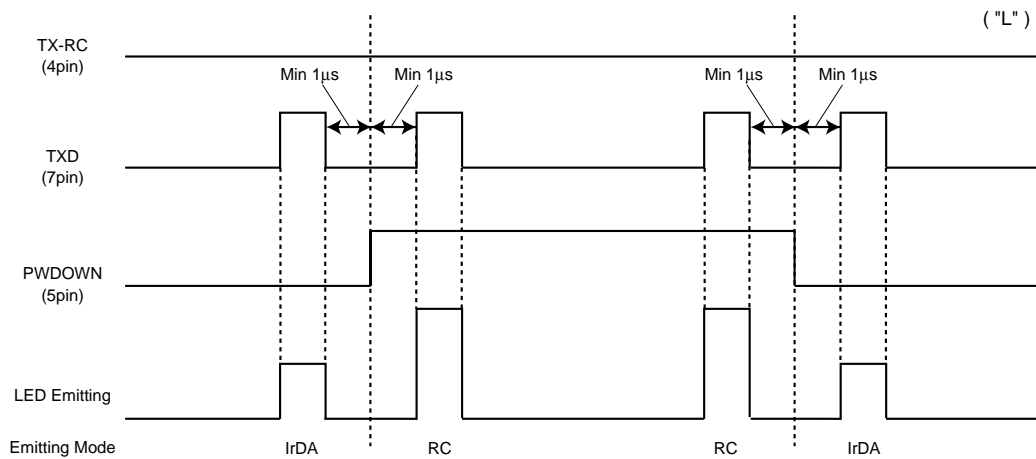 ( "L" )
TX-RC
(4pin)
Min 1μs
Min 1μs
Min 1μs
Min 1μs
TXD
(7pin)
PWDOWN
(5pin)
LED Emitting
Emitting Mode
IrDA
RC
RC
IrDA